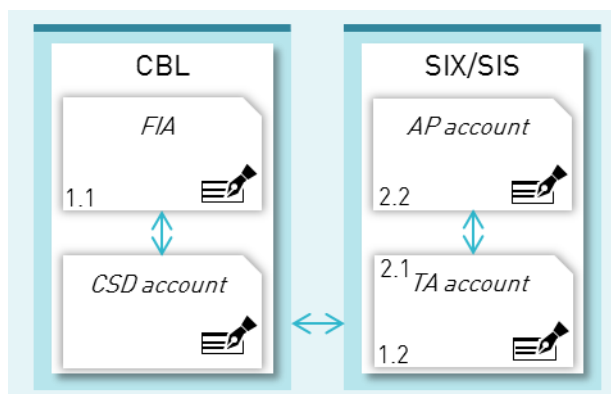 CBL
FIA
1.1
CSD account
SIX/SIS
AP account
2.2
2.1
TA account
1.2